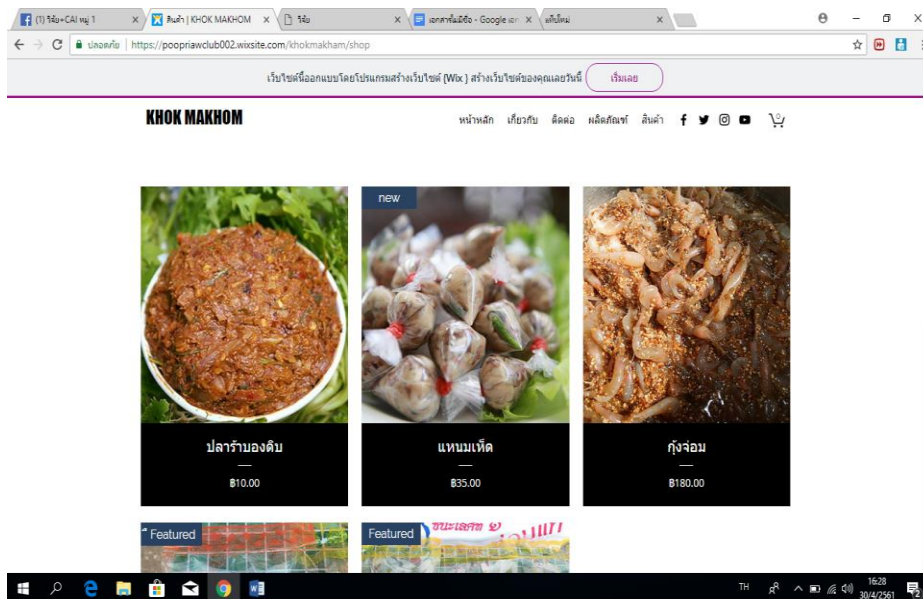 (1) วิจัย+CAI หมู่ 1
สินค้า | KHOK MAKHOM
วิจัย
เอกสารไม่มีชื่อ - Google เอก
แท็บใหม่
ปลอดภัย | https://poopriawclub002.wixsite.com/khokmakham/shop
เว็บไซต์นี้ออกแบบโดยโปรแกรมสร้างเว็บไซต์ {Wix } สร้างเว็บไซต์ของคุณเลยวันนี้ เริ่มเลย
KHOK MAKHOM
หน้าหลัก เกี่ยวกับ ติดต่อ ผลิตภัณฑ์ สินค้า
0
new
ปลาร้าบองดิบ
฿10.00
แหนมเห็ด
฿35.00
กุ้งจ่อม
฿180.00
Featured
Featured
ชนะเลิศที่ ๒
TH
16:28
30/4/2561